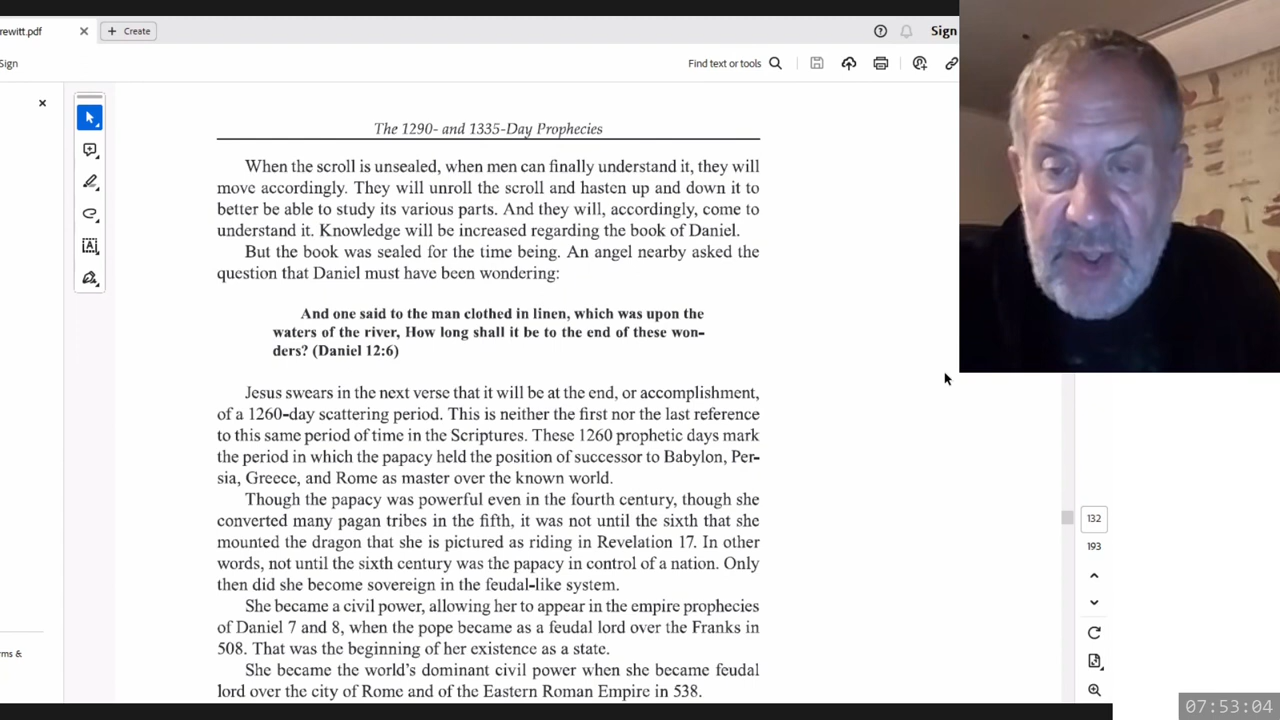 rewitt.pdf
Create
Sign
Sign
Find text or tools
The 1290- and 1335-Day Prophecies
When the scroll is unsealed, when men can finally understand it, they will
move accordingly. They will unroll the scroll and hasten up and down it to
better be able to study its various parts. And they will, accordingly, come to
understand it. Knowledge will be increased regarding the book of Daniel.
But the book was sealed for the time being. An angel nearby asked the
question that Daniel must have been wondering:
And one said to the man clothed in linen, which was upon the
waters of the river, How long shall it be to the end of these won-
ders? (Daniel 12:6)
Jesus swears in the next verse that it will be at the end, or accomplishment,
of a 1260-day scattering period. This is neither the first nor the last reference
to this same period of time in the Scriptures. These 1260 prophetic days mark
the period in which the papacy held the position of successor to Babylon, Per-
sia, Greece, and Rome as master over the known world.
Though the papacy was powerful even in the fourth century, though she
converted many pagan tribes in the fifth, it was not until the sixth that she
mounted the dragon that she is pictured as riding in Revelation 17. In other
words, not until the sixth century was the papacy in control of a nation. Only
then did she become sovereign in the feudal-like system.
She became a civil power, allowing her to appear in the empire prophecies
of Daniel 7 and 8, when the pope became as a feudal lord over the Franks in
508. That was the beginning of her existence as a state.
She became the world's dominant civil power when she became feudal
lord over the city of Rome and of the Eastern Roman Empire in 538.
132
193
rms &
07:53:04